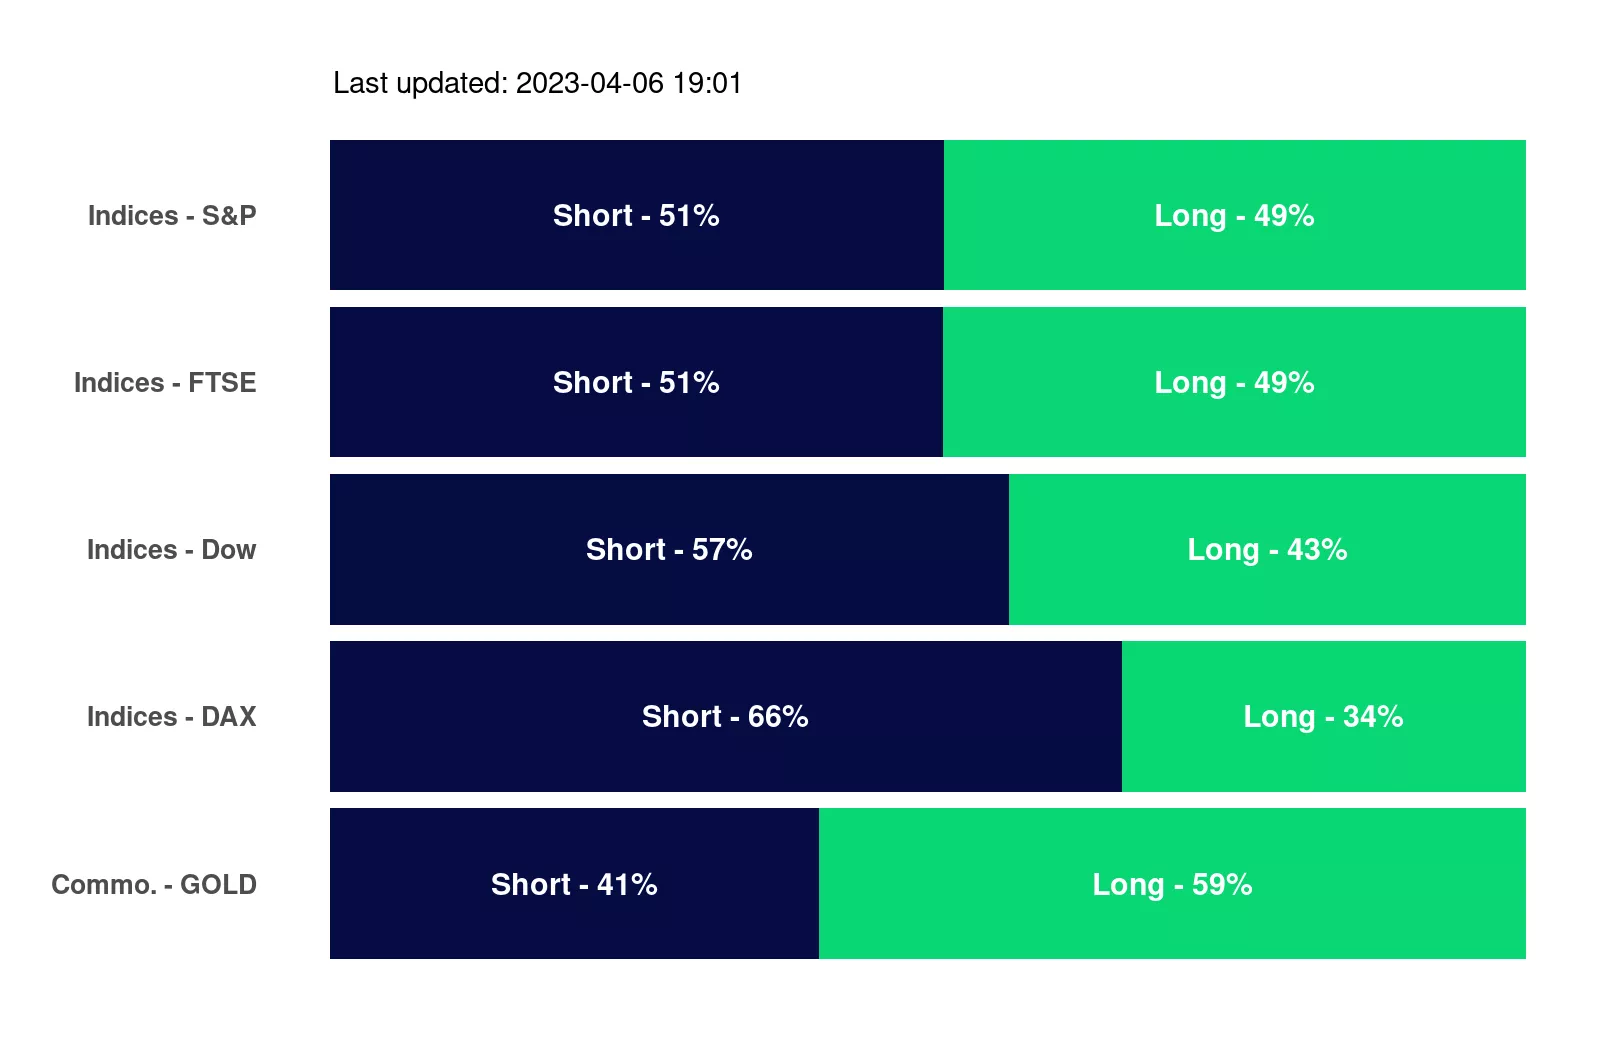 Last updated: 2023-04-06 19:01
Indices - S&P Short - 51% Long - 49%
Indices - FTSE Short - 51% Long - 49%
Indices - Dow Short - 57% Long - 43%
Indices - DAX Short - 66% Long - 34%
Commo. - GOLD Short - 41% Long - 59%